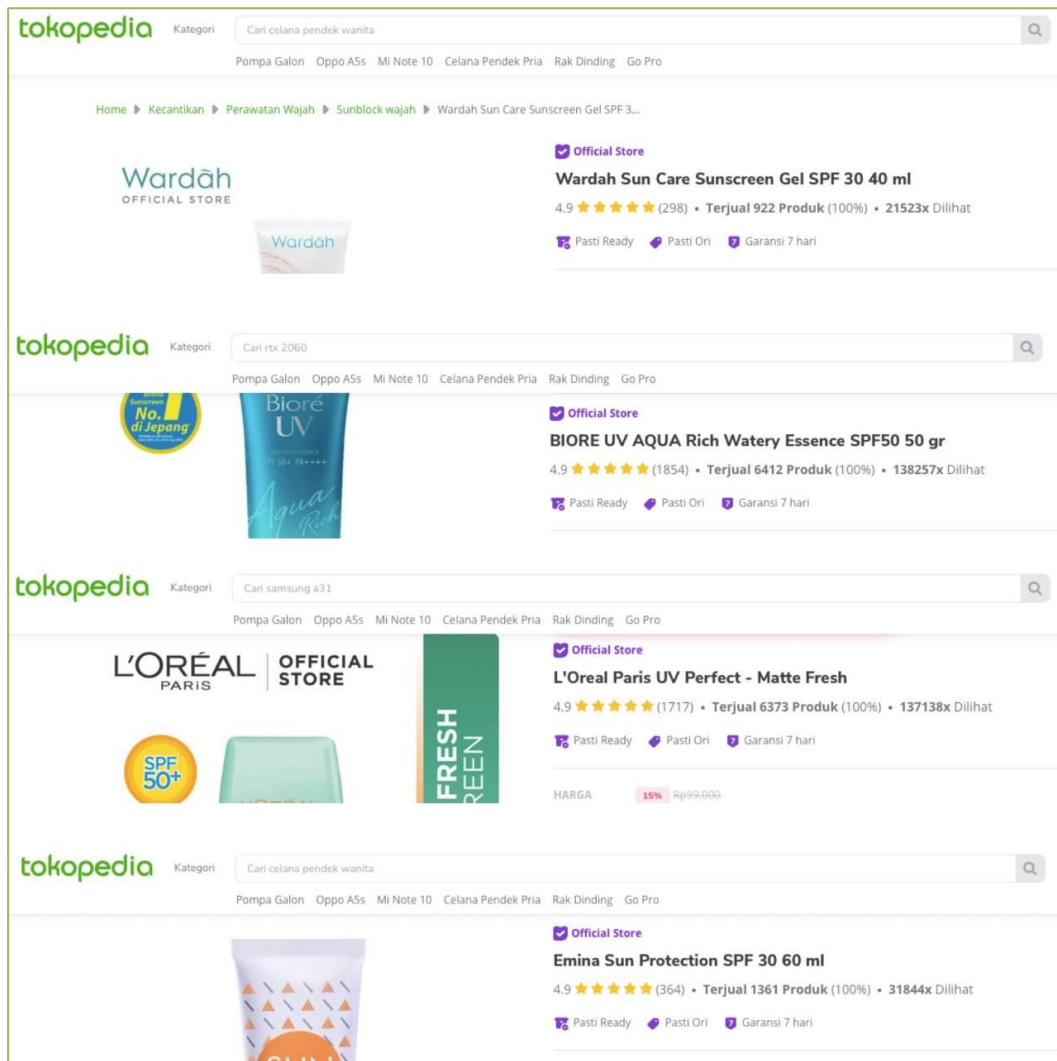 tokopedia Kategori Cari celana pendek wanita
Pompa Galon Oppo A5s Mi Note 10 Celana Pendek Pria Rak Dinding Go Pro
Home Kecantikan Perawatan Wajah Sunblock wajah Wardah Sun Care Sunscreen Gel SPF 3...
Wardah
OFFICIAL STORE
Wardah
Official Store
Wardah Sun Care Sunscreen Gel SPF 30 40 ml
4.9 (298) • Terjual 922 Produk (100%) • 21523x Dilihat
Pasti Ready Pasti Ori 7 Garansi 7 hari
tokopedia Kategori Cari rtx 2060
Pompa Galon Oppo A5s Mi Note 10 Celana Pendek Pria Rak Dinding Go Pro
Sunscreen
No.1
di Jepang
Bioré
UV
SPF 50+ PA++++
Aqua
Rich
Official Store
BIORE UV AQUA Rich Watery Essence SPF50 50 gr
4.9 (1854) • Terjual 6412 Produk (100%) • 138257x Dilihat
Pasti Ready Pasti Ori 7 Garansi 7 hari
tokopedia Kategori Cari samsung a31
Pompa Galon Oppo A5s Mi Note 10 Celana Pendek Pria Rak Dinding Go Pro
L'ORÉAL
PARIS
OFFICIAL
STORE
SPF
50+
FRESH
REEN
Official Store
L'Oreal Paris UV Perfect - Matte Fresh
4.9 (1717) • Terjual 6373 Produk (100%) • 137138x Dilihat
Pasti Ready Pasti Ori 7 Garansi 7 hari
HARGA 15% Rp99.000
tokopedia Kategori Cari celana pendek wanita
Pompa Galon Oppo A5s Mi Note 10 Celana Pendek Pria Rak Dinding Go Pro
SUN
Official Store
Emina Sun Protection SPF 30 60 ml
4.9 (364) • Terjual 1361 Produk (100%) • 31844x Dilihat
Pasti Ready Pasti Ori 7 Garansi 7 hari